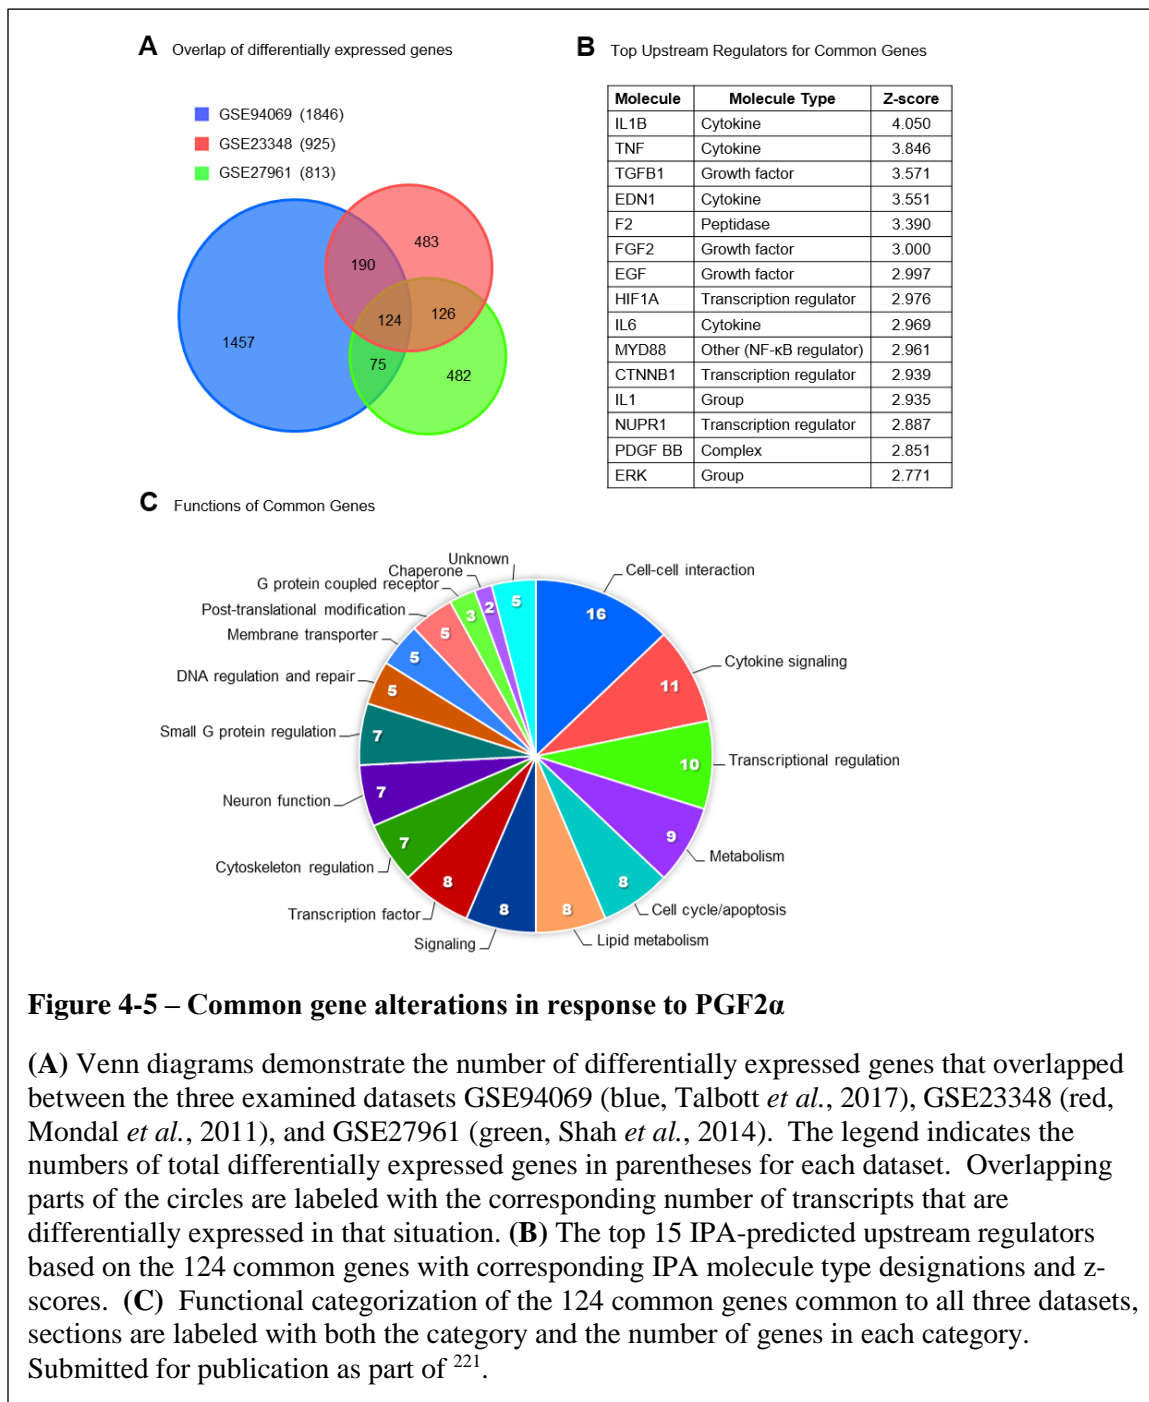 A Overlap of differentially expressed genes
GSE94069 (1846)
GSE23348 (925)
GSE27961 (813)
483
190
124
126
1457
75
482
B Top Upstream Regulators for Common Genes
Molecule Molecule Type Z-score
IL1B Cytokine 4.050
TNF Cytokine 3.846
TGFB1 Growth factor 3.571
EDN1 Cytokine 3.551
F2 Peptidase 3.390
FGF2 Growth factor 3.000
EGF Growth factor 2.997
HIF1A Transcription regulator 2.976
IL6 Cytokine 2.969
MYD88 Other (NF-κB regulator) 2.961
CTNNB1 Transcription regulator 2.939
IL1 Group 2.935
NUPR1 Transcription regulator 2.887
PDGF BB Complex 2.851
ERK Group 2.771
C Functions of Common Genes
Cell-cell interaction
16
Cytokine signaling
11
Transcriptional regulation
10
Metabolism
9
Cell cycle/apoptosis
8
Lipid metabolism
8
Signaling
8
Transcription factor
8
Cytoskeleton regulation
7
Neuron function
7
Small G protein regulation
7
DNA regulation and repair
5
Membrane transporter
5
Post-translational modification
5
G protein coupled receptor
3
Chaperone
2
Unknown
5
Figure 4-5 – Common gene alterations in response to PGF2α
(A) Venn diagrams demonstrate the number of differentially expressed genes that overlapped
between the three examined datasets GSE94069 (blue, Talbott et al., 2017), GSE23348 (red,
Mondal et al., 2011), and GSE27961 (green, Shah et al., 2014). The legend indicates the
numbers of total differentially expressed genes in parentheses for each dataset. Overlapping
parts of the circles are labeled with the corresponding number of transcripts that are
differentially expressed in that situation. (B) The top 15 IPA-predicted upstream regulators
based on the 124 common genes with corresponding IPA molecule type designations and z-
scores. (C) Functional categorization of the 124 common genes common to all three datasets,
sections are labeled with both the category and the number of genes in each category.
Submitted for publication as part of 221.